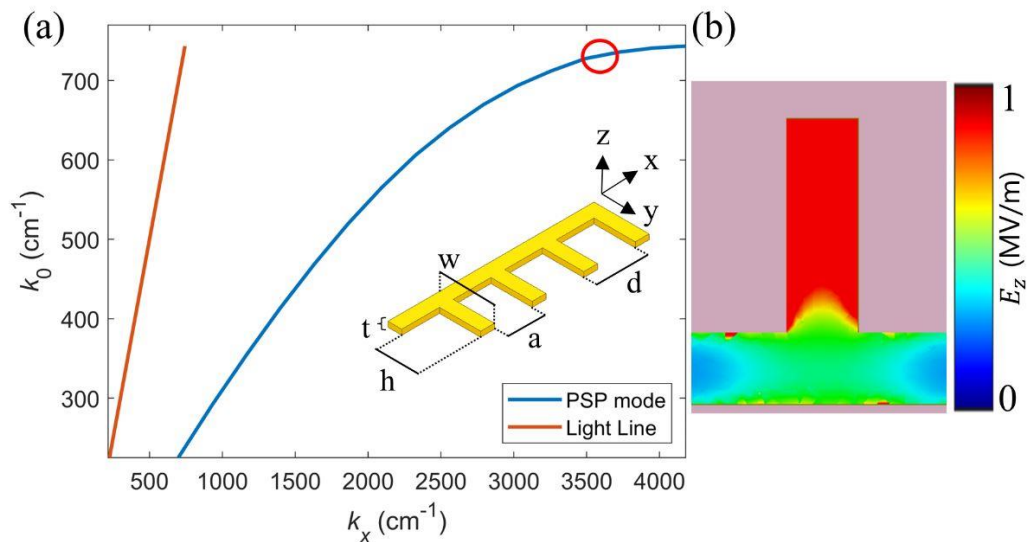 (a)
(b)
700
600
500
400
300
k₀ (cm⁻¹)
500 1000 1500 2000 2500 3000 3500 4000
kₓ (cm⁻¹)
z
x
y
w
d
t
a
h
PSP mode
Light Line
1
0
E_z (MV/m)